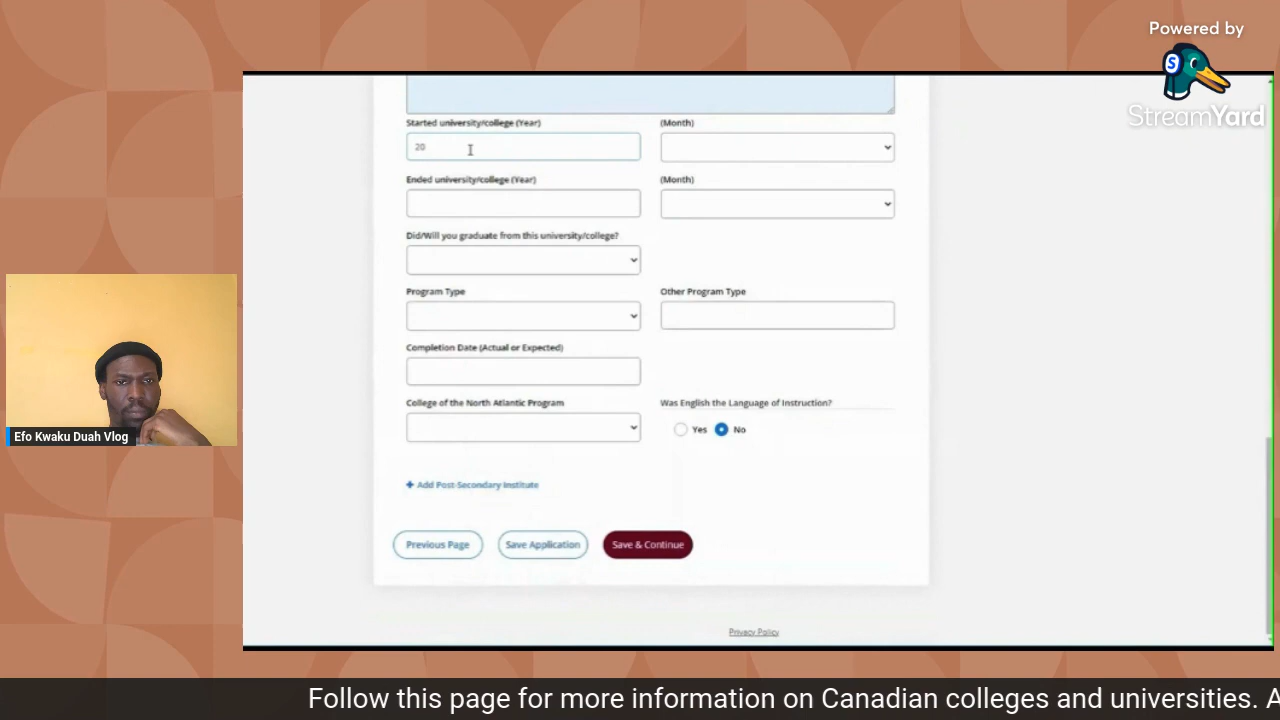 Powered by
StreamYard
Started university/college (Year)
(Month)
20
Ended university/college (Year)
(Month)
Did/Will you graduate from this university/college?
Program Type
Other Program Type
Completion Date (Actual or Expected)
College of the North Atlantic Program
Was English the Language of Instruction?
Yes
No
+ Add Post-Secondary Institute
Previous Page
Save Application
Save & Continue
Privacy Policy
Efo Kwaku Duah Vlog
Follow this page for more information on Canadian colleges and universities. A